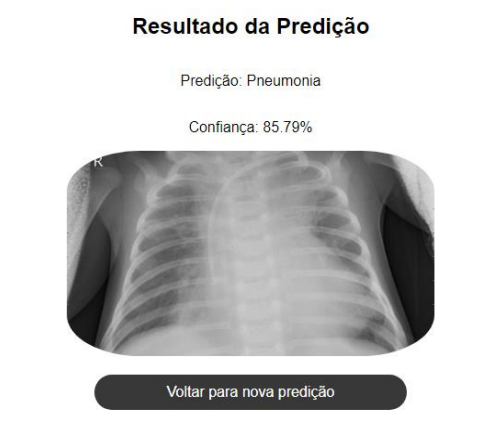 Resultado da Predição
Predição: Pneumonia
Confiança: 85.79%
R
Voltar para nova predição